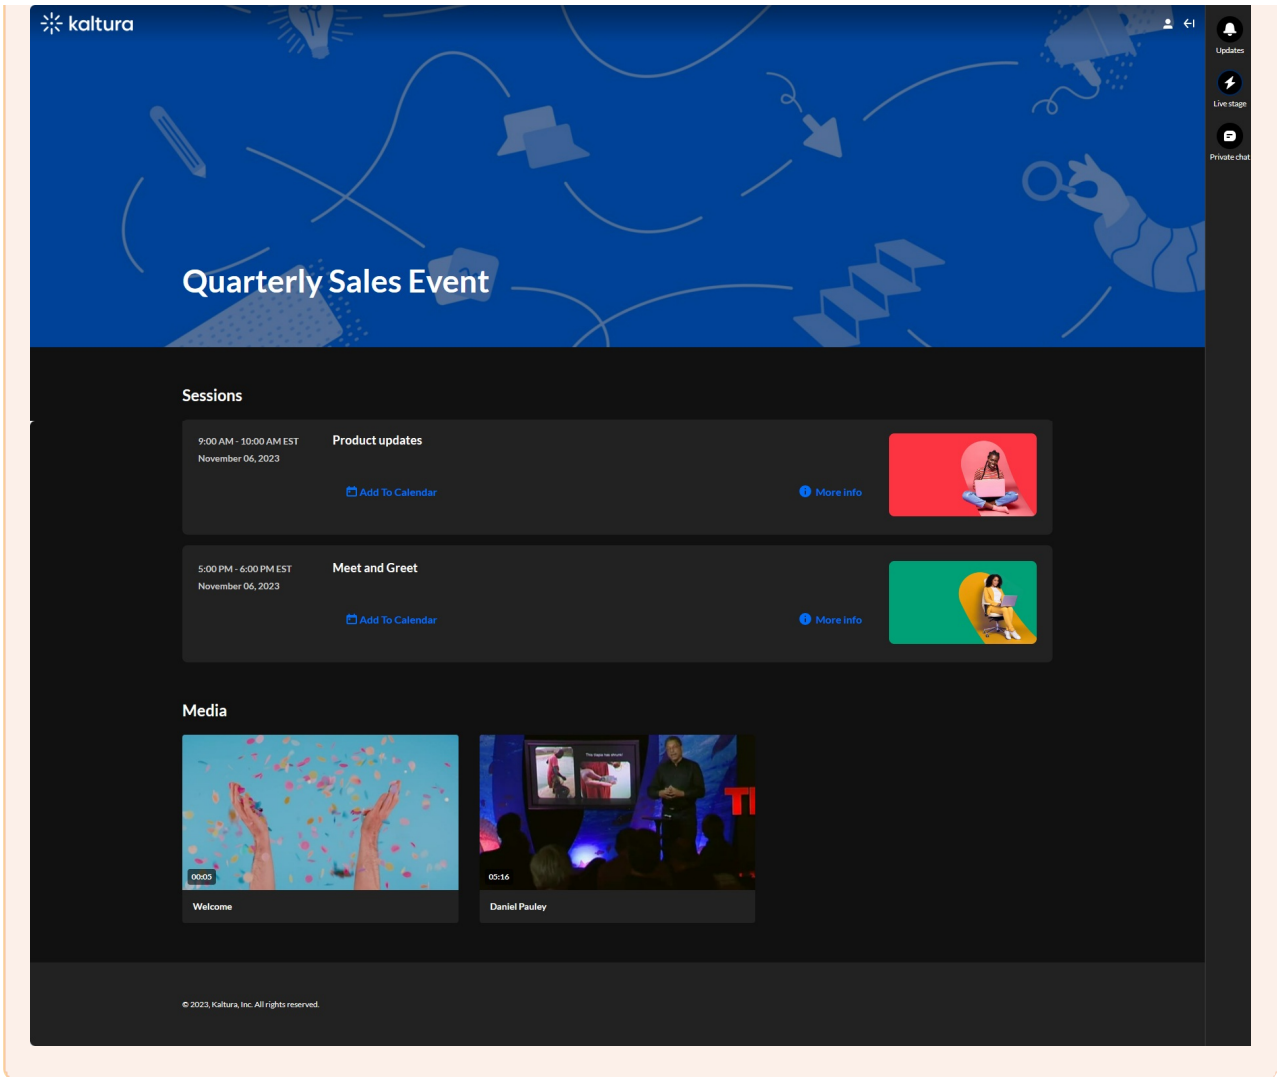 kaltura
Updates
Live stage
Private chat
Quarterly Sales Event
Sessions
9:00 AM - 10:00 AM EST
November 06, 2023
Product updates
Add To Calendar
More info
5:00 PM - 6:00 PM EST
November 06, 2023
Meet and Greet
Add To Calendar
More info
Media
00:05
Welcome
05:16
Daniel Pauley
© 2023, Kaltura, Inc. All rights reserved.